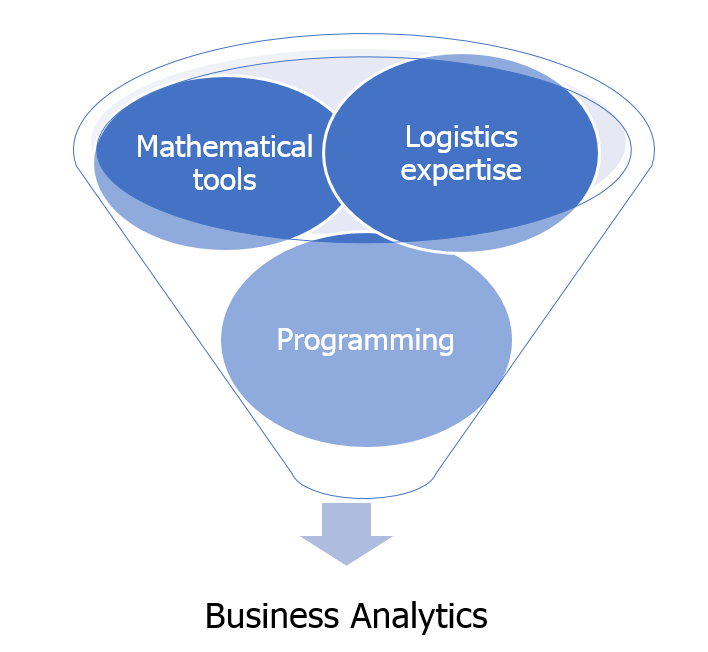 Mathematical
tools
Logistics
expertise
Programming
Business Analytics